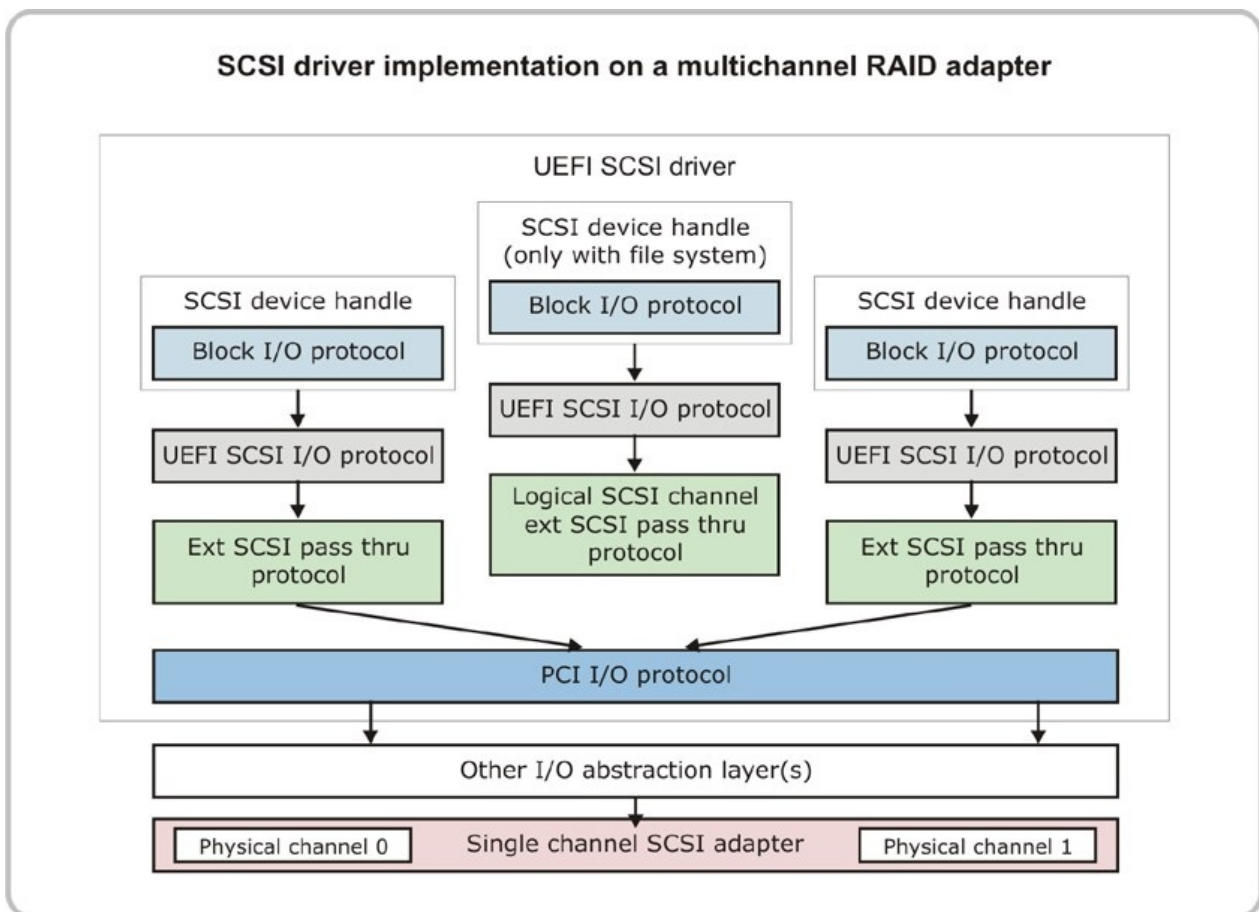 SCSI driver implementation on a multichannel RAID adapter
UEFI SCSI driver
SCSI device handle
(only with file system)
Block I/O protocol
SCSI device handle
Block I/O protocol
SCSI device handle
Block I/O protocol
UEFI SCSI I/O protocol
UEFI SCSI I/O protocol
UEFI SCSI I/O protocol
Logical SCSI channel
ext SCSI pass thru
protocol
Ext SCSI pass thru
protocol
Ext SCSI pass thru
protocol
PCI I/O protocol
Other I/O abstraction layer(s)
Physical channel 0
Single channel SCSI adapter
Physical channel 1